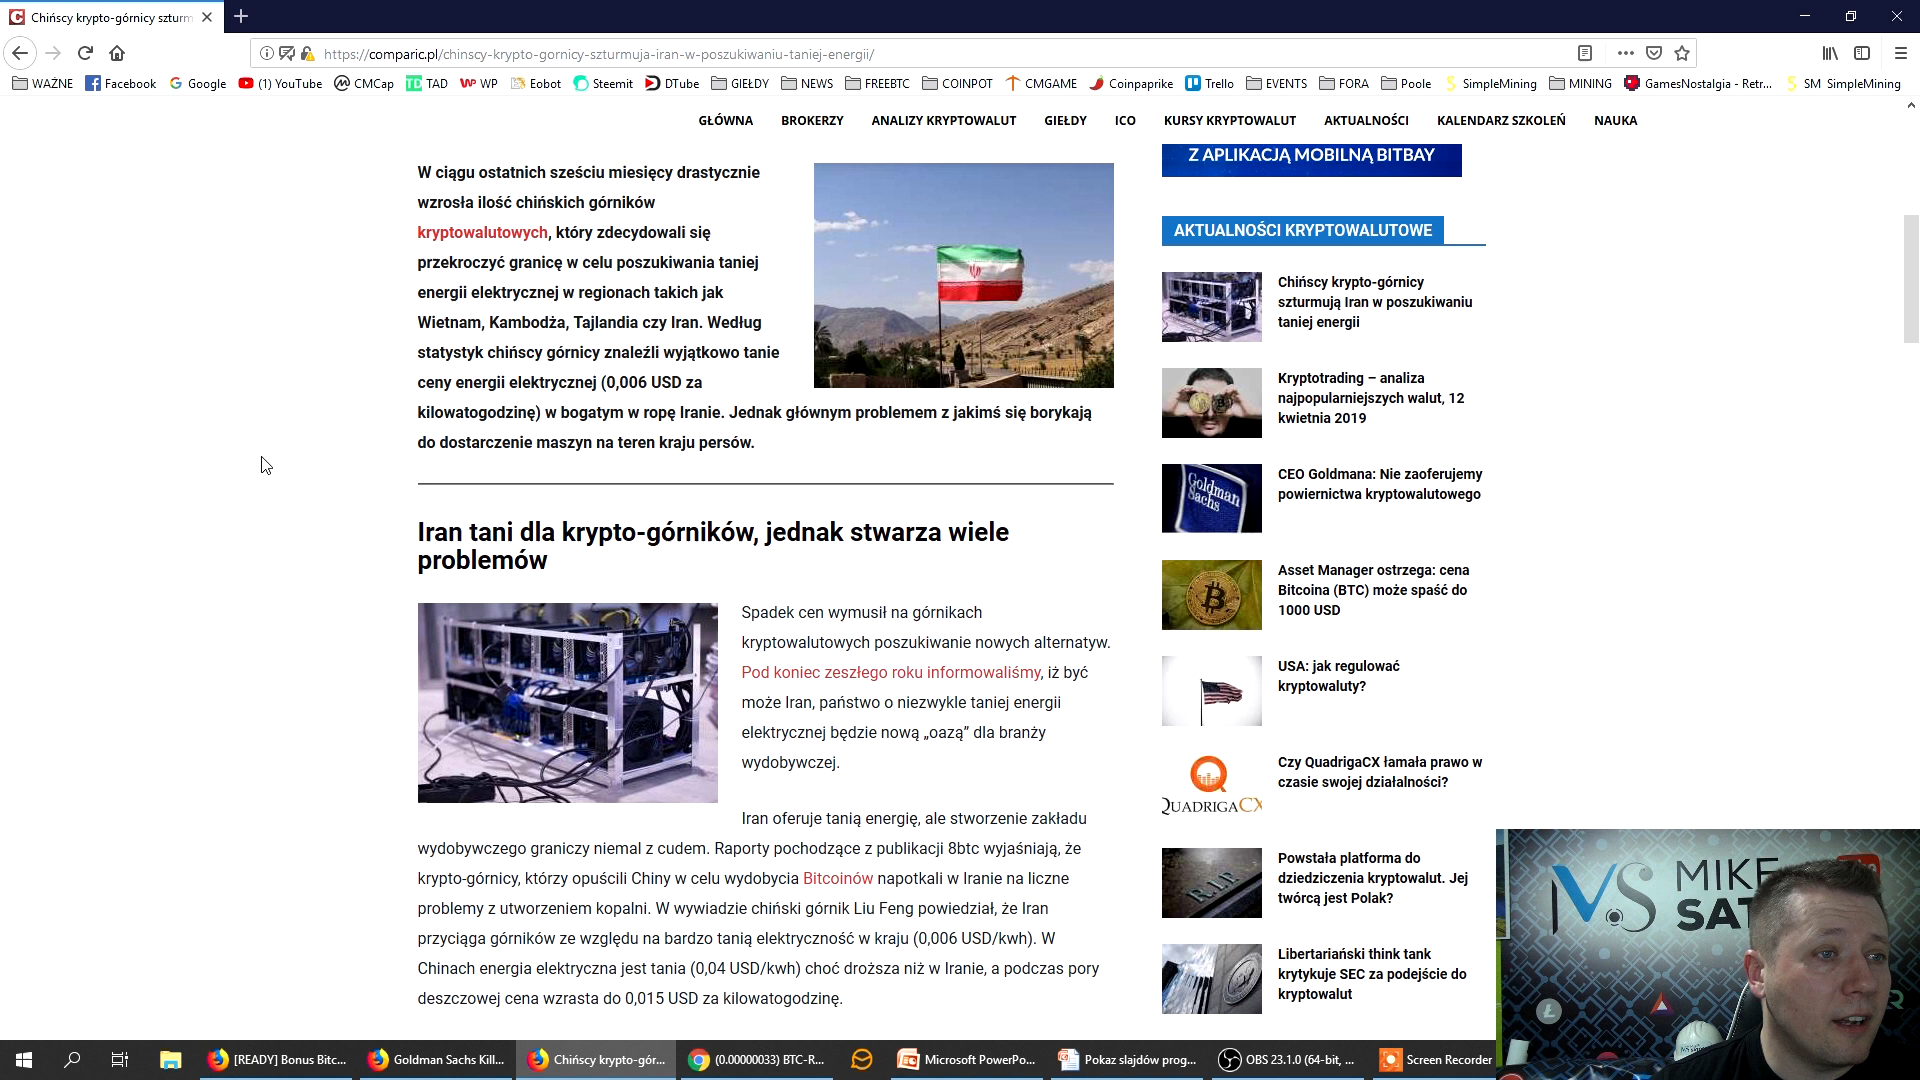 Chińscy krypto-górnicy szturm
https://comparic.pl/chinscy-krypto-gornicy-szturmuja-iran-w-poszukiwaniu-taniej-energii/
WAŻNE Facebook Google (1) YouTube CMCap TAD WP Eobot Steemit DTube GIEŁDY NEWS FREEBTC COINPOT CMGAME Coinpaprike Trello EVENTS FORA Poole SimpleMining MINING GamesNostalgia - Retr... SM SimpleMining
GŁÓWNA BROKERZY ANALIZY KRYPTOWALUT GIEŁDY ICO KURSY KRYPTOWALUT AKTUALNOŚCI KALENDARZ SZKOLEŃ NAUKA
W ciągu ostatnich sześciu miesięcy drastycznie
wzrosła ilość chińskich górników
kryptowalutowych, który zdecydowali się
przekroczyć granicę w celu poszukiwania taniej
energii elektrycznej w regionach takich jak
Wietnam, Kambodża, Tajlandia czy Iran. Według
statystyk chińscy górnicy znaleźli wyjątkowo tanie
ceny energii elektrycznej (0,006 USD za
kilowatogodzinę) w bogatym w ropę Iranie. Jednak głównym problemem z jakimś się borykają
do dostarczenie maszyn na teren kraju persów.
Iran tani dla krypto-górników, jednak stwarza wiele
problemów
Spadek cen wymusił na górnikach
kryptowalutowych poszukiwanie nowych alternatyw.
Pod koniec zeszłego roku informowaliśmy, iż być
może Iran, państwo o niezwykle taniej energii
elektrycznej będzie nową „oazą” dla branży
wydobywczej.
Iran oferuje tanią energię, ale stworzenie zakładu
wydobywczego graniczy niemal z cudem. Raporty pochodzące z publikacji 8btc wyjaśniają, że
krypto-górnicy, którzy opuścili Chiny w celu wydobycia Bitcoinów napotkali w Iranie na liczne
problemy z utworzeniem kopalni. W wywiadzie chiński górnik Liu Feng powiedział, że Iran
przyciąga górników ze względu na bardzo tanią elektryczność w kraju (0,006 USD/kwh). W
Chinach energia elektryczna jest tania (0,04 USD/kwh) choć droższa niż w Iranie, a podczas pory
deszczowej cena wzrasta do 0,015 USD za kilowatogodzinę.
Z APLIKACJĄ MOBILNĄ BITBAY
AKTUALNOŚCI KRYPTOWALUTOWE
Chińscy krypto-górnicy
szturmują Iran w poszukiwaniu
taniej energii
Kryptotrading – analiza
najpopularniejszych walut, 12
kwietnia 2019
Goldman
Sachs
CEO Goldmana: Nie zaoferujemy
powiernictwa kryptowalutowego
Asset Manager ostrzega: cena
Bitcoina (BTC) może spaść do
1000 USD
USA: jak regulować
kryptowaluty?
QUADRIGACX
Czy QuadrigaCX łamała prawo w
czasie swojej działalności?
R.I.P
Powstała platforma do
dziedziczenia kryptowalut. Jej
twórcą jest Polak?
Libertariański think tank
krytykuje SEC za podejście do
kryptowalut
MS MIKE
SAT
[READY] Bonus Bitc... Goldman Sachs Kill... Chińscy krypto-gór... (0.00000033) BTC-R... Microsoft PowerPo... Pokaz slajdów prog... OBS 23.1.0 (64-bit, ... Screen Recorder